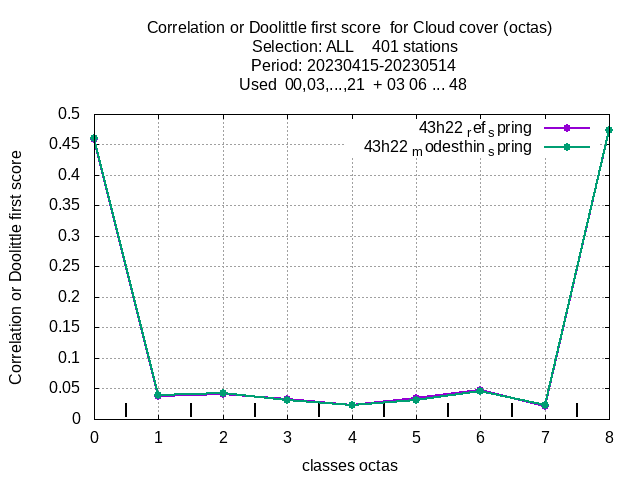 Correlation or Doolittle first score  for Cloud cover (octas)
Selection: ALL    401 stations
Period: 20230415-20230514
Used  00,03,...,21  + 03 06 ... 48
43h22 ref spring
43h22 modesthin spring
Correlation or Doolittle first score
0.5
0.45
0.4
0.35
0.3
0.25
0.2
0.15
0.1
0.05
0
0 1 2 3 4 5 6 7 8
classes octas